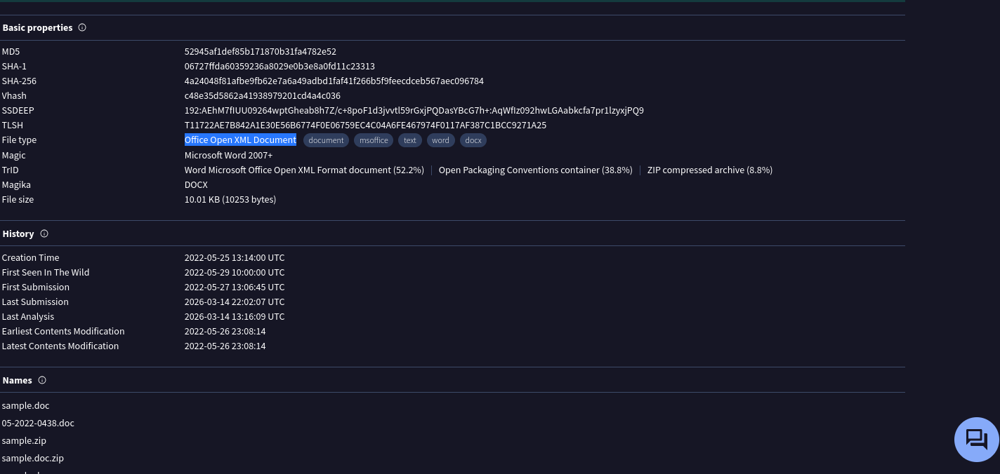 Basic properties
MD5 52945af1def85b171870b31fa4782e52
SHA-1 06727ffda60359236a8029e0b3e8a0fd11c23313
SHA-256 4a24048f81afbe9fb62e7a6a49adbd1faf41f266b5f9feecdceb567aec096784
Vhash c48e35d5862a41938979201cd4a4c036
SSDEEP 192:AEhM7fIUU09264wptGheab8h7Z/c+8poF1d3jvvtl59rGxjPQDasYBcG7h+:AqWfIz092hwLGAabkcfa7pr1lzyxjPQ9
TLSH T11722AE7B842A1E30E56B6774F0E06759EC4C04A6FE467974F0117AF387C1BCC9271A25
File type Office Open XML Document document msoffice text word docx
Magic Microsoft Word 2007+
TrID Word Microsoft Office Open XML Format document (52.2%) | Open Packaging Conventions container (38.8%) | ZIP compressed archive (8.8%)
Magika DOCX
File size 10.01 KB (10253 bytes)
History
Creation Time 2022-05-25 13:14:00 UTC
First Seen In The Wild 2022-05-29 10:00:00 UTC
First Submission 2022-05-27 13:06:45 UTC
Last Submission 2026-03-14 22:02:07 UTC
Last Analysis 2026-03-14 13:16:09 UTC
Earliest Contents Modification 2022-05-26 23:08:14
Latest Contents Modification 2022-05-26 23:08:14
Names
sample.doc
05-2022-0438.doc
sample.zip
sample.doc.zip